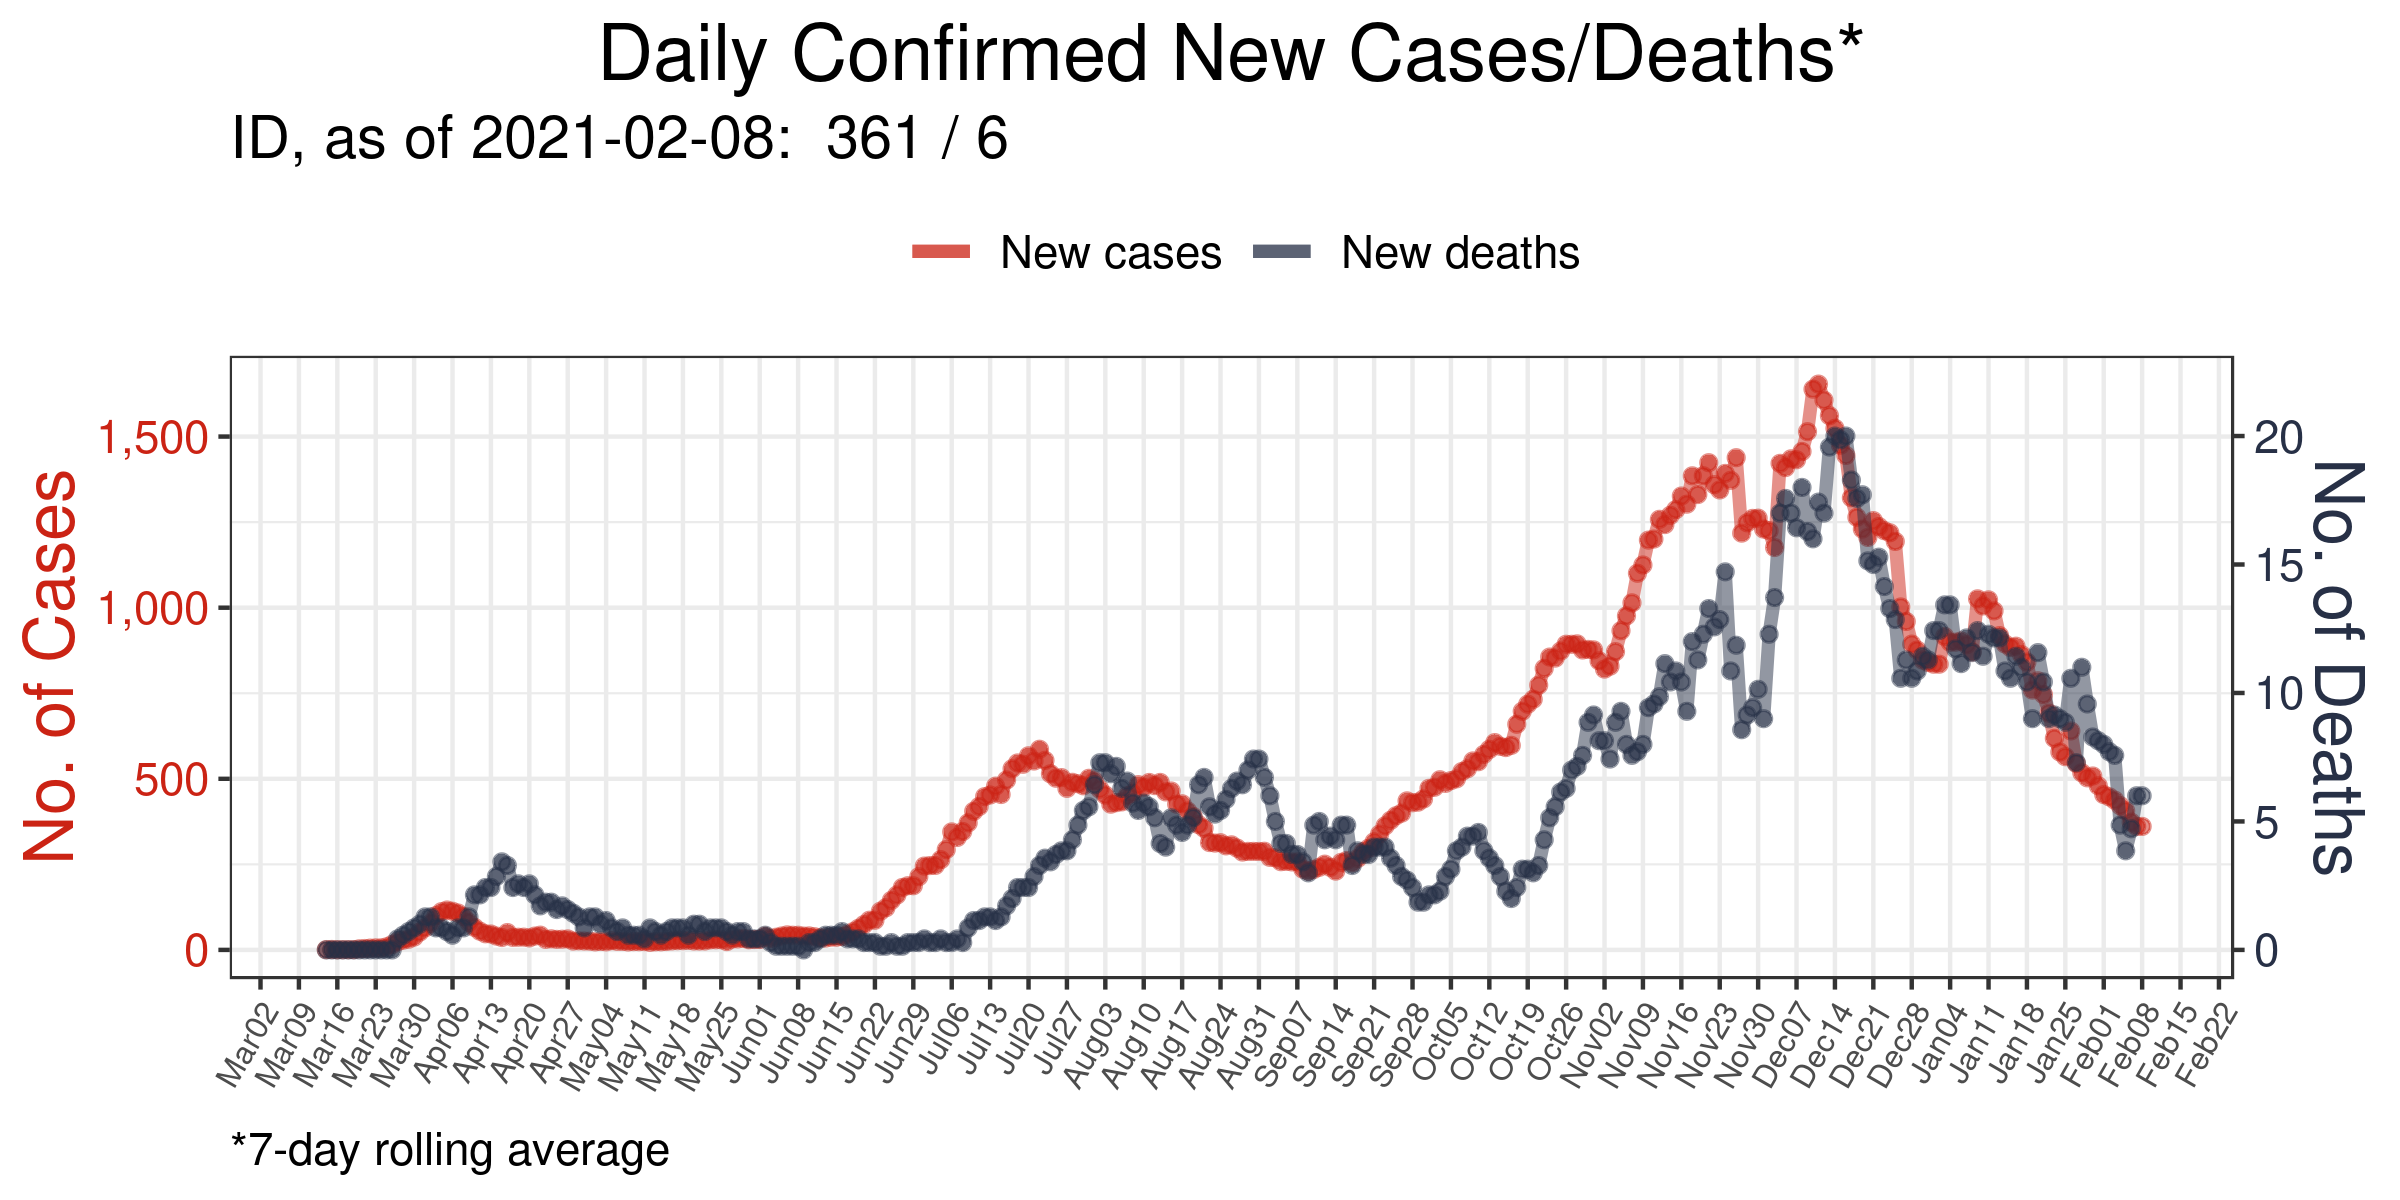 Daily Confirmed New Cases/Deaths*
ID, as of 2021-02-08:  361 / 6
New cases New deaths
No. of Cases
1,500
1,000
500
0
20
15
10
5
0
No. of Deaths
Mar02 Mar09 Mar16 Mar23 Mar30 Apr06 Apr13 Apr20 Apr27 May04 May11 May18 May25 Jun01 Jun08 Jun15 Jun22 Jun29 Jul06 Jul13 Jul20 Jul27 Aug03 Aug10 Aug17 Aug24 Aug31 Sep07 Sep14 Sep21 Sep28 Oct05 Oct12 Oct19 Oct26 Nov02 Nov09 Nov16 Nov23 Nov30 Dec07 Dec14 Dec21 Dec28 Jan04 Jan11 Jan18 Jan25 Feb01 Feb08 Feb15 Feb22
*7-day rolling average